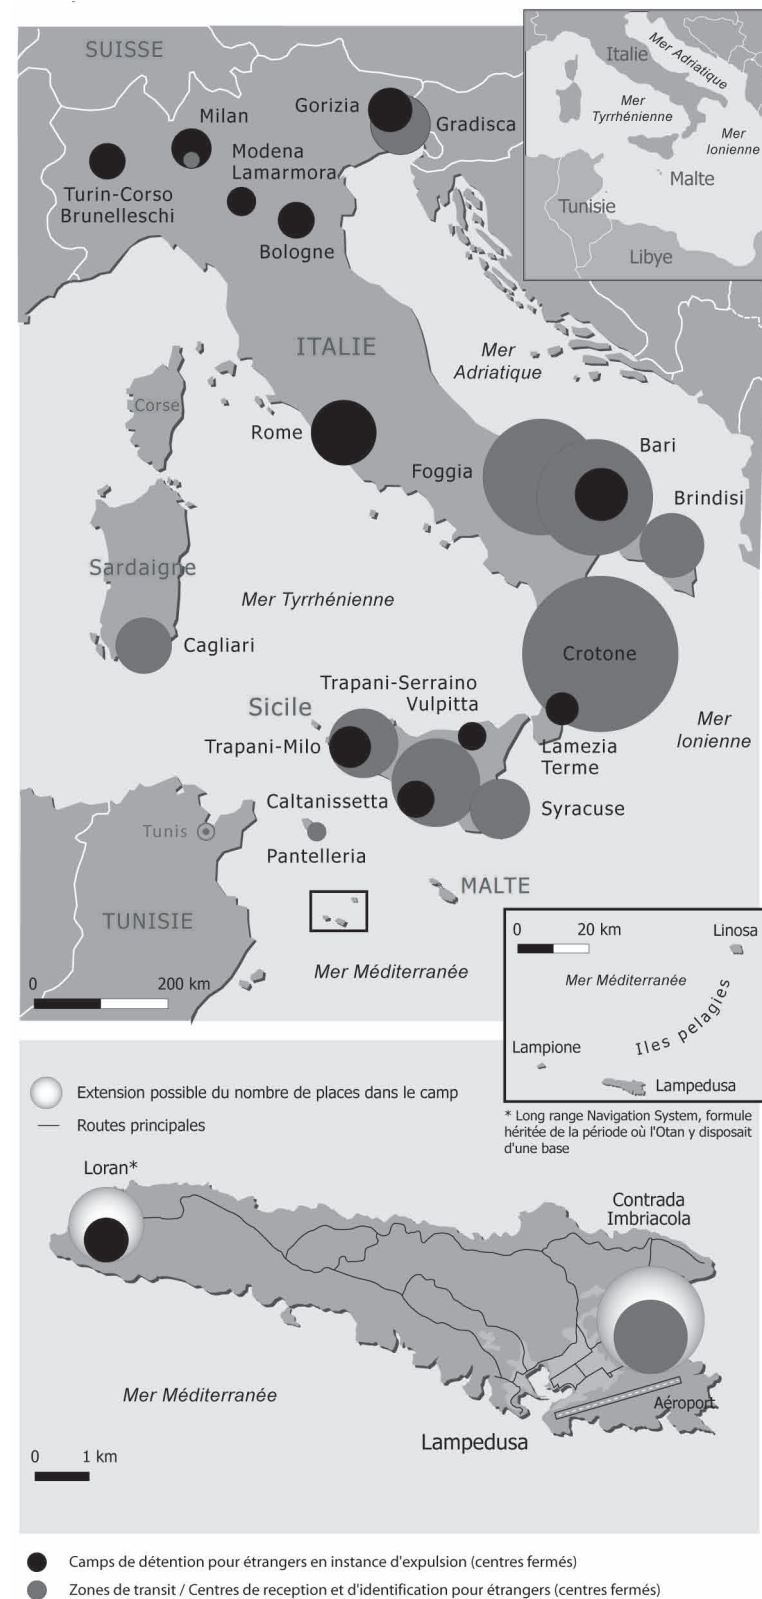 SUISSE
Italie
Mer Adriatique
Mer
Tyrrhénienne
Mer
Ionienne
Malte
Tunisie
Libye
Gorizia
Gradisca
Milan
Modena
Lamarmora
Turin-Corso
Brunelleschi
Bologne
ITALIE
Mer
Adriatique
Corse
Rome
Foggia
Bari
Brindisi
Sardaigne
Mer Tyrrhénienne
Cagliari
Crotone
Trapani-Serraino
Vulpitta
Sicile
Mer
Ionienne
Trapani-Milo
Lamezia
Terme
Caltanissetta
Syracuse
Tunis
Pantelleria
MALTE
TUNISIE
0 20 km
Linosa
Mer Méditerranée
Mer Méditerranée
0 200 km
Iles pelagies
Lampione
Lampedusa
Extension possible du nombre de places dans le camp
Routes principales
* Long range Navigation System, formule
héritée de la période où l'Otan y disposait
d'une base
Loran*
Contrada
Imbriacola
Mer Méditerranée
Aéroport
Lampedusa
0 1 km
Camps de détention pour étrangers en instance d'expulsion (centres fermés)
Zones de transit / Centres de reception et d'identification pour étrangers (centres fermés)